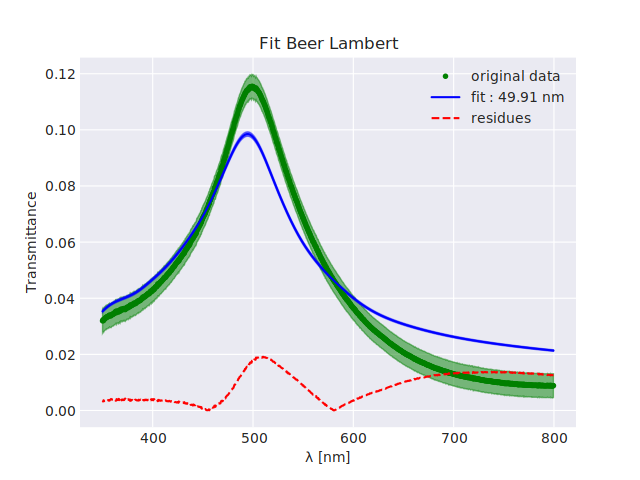 Fit Beer Lambert
original data
fit : 49.91 nm
residues
Transmittance
0.12
0.10
0.08
0.06
0.04
0.02
0.00
400 500 600 700 800
λ [nm]